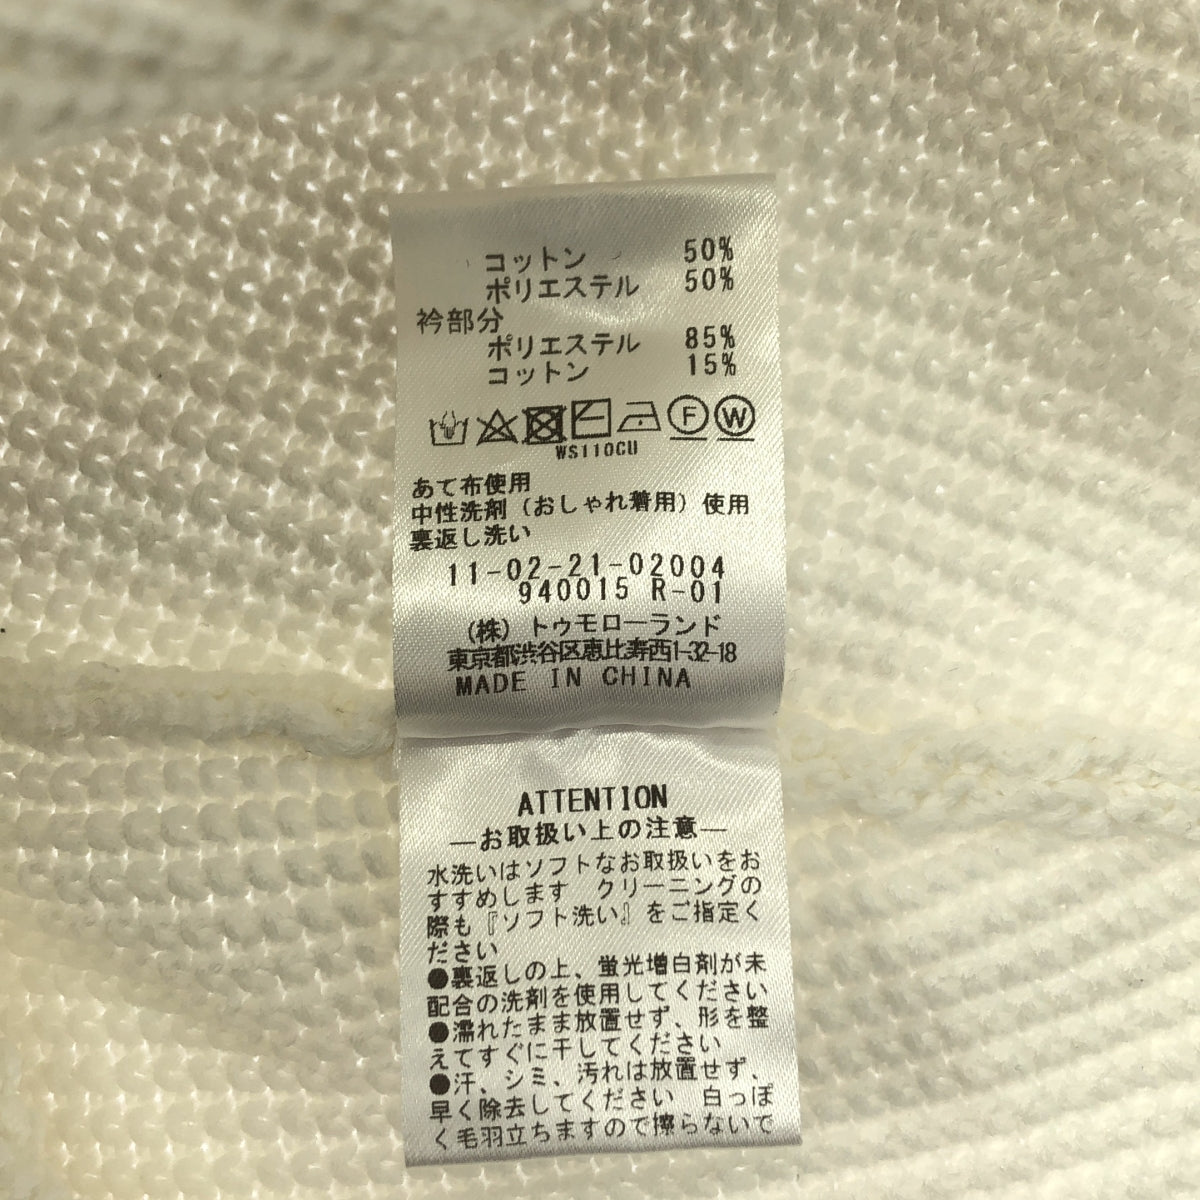 コットン 50%
ポリエステル 50%
衿部分
ポリエステル 85%
コットン 15%
F W
WS110CU
あて布使用
中性洗剤（おしゃれ着用）使用
裏返し洗い
11-02-21-02004
940015 R-01
（株）トゥモローランド
東京都渋谷区恵比寿西1-32-18
MADE IN CHINA
ATTENTION
―お取扱い上の注意―
水洗いはソフトなお取扱いをお
すすめします　クリーニングの
際も『ソフト洗い』をご指定く
ださい
●裏返しの上、蛍光増白剤が未
配合の洗剤を使用してください
●濡れたまま放置せず、形を整
えてすぐに干してください
●汗、シミ、汚れは放置せず、
早く除去してください　白っぽ
く毛羽立ちますので擦らないで